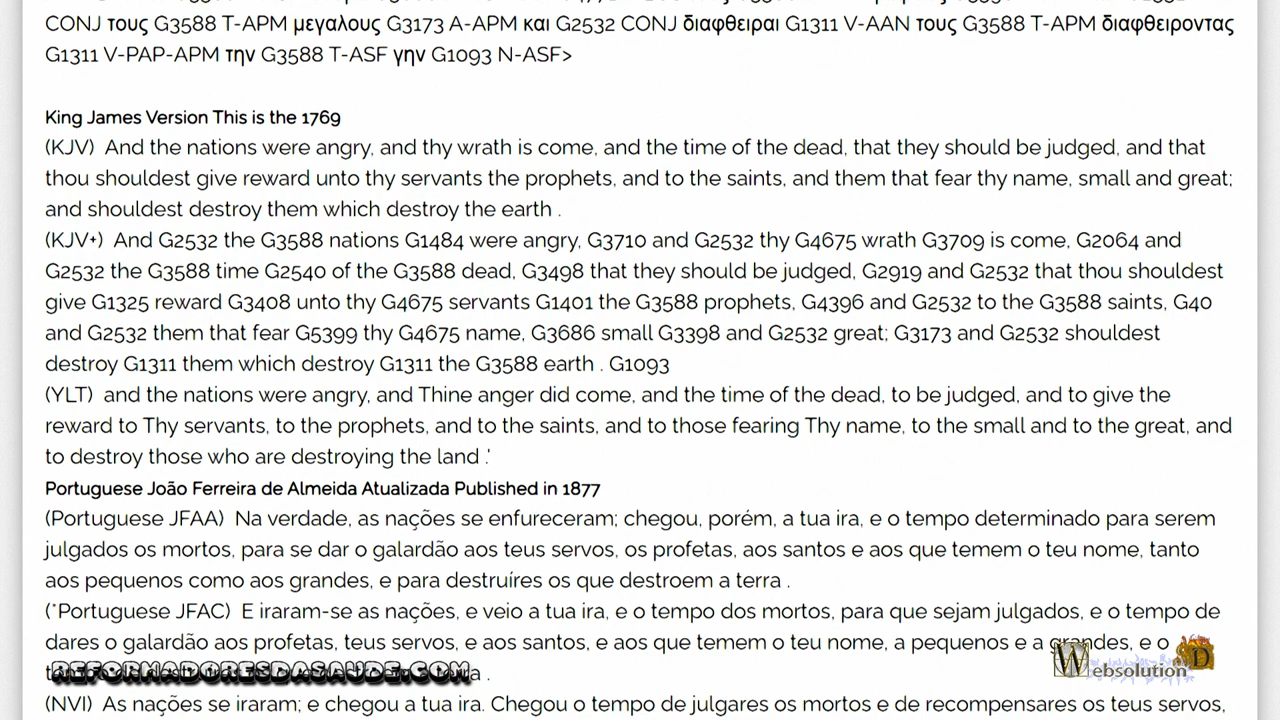 CONJ τους G3588 T-APM μεγαλους G3173 A-APM και G2532 CONJ διαφθειραι G1311 V-AAN τους G3588 T-APM διαφθειροντας
G1311 V-PAP-APM την G3588 T-ASF γην G1093 N-ASF>
King James Version This is the 1769
(KJV) And the nations were angry, and thy wrath is come, and the time of the dead, that they should be judged, and that
thou shouldest give reward unto thy servants the prophets, and to the saints, and them that fear thy name, small and great;
and shouldest destroy them which destroy the earth .
(KJV+) And G2532 the G3588 nations G1484 were angry, G3710 and G2532 thy G4675 wrath G3709 is come, G2064 and
G2532 the G3588 time G2540 of the G3588 dead, G3498 that they should be judged, G2919 and G2532 that thou shouldest
give G1325 reward G3408 unto thy G4675 servants G1401 the G3588 prophets, G4396 and G2532 to the G3588 saints, G40
and G2532 them that fear G5399 thy G4675 name, G3686 small G3398 and G2532 great; G3173 and G2532 shouldest
destroy G1311 them which destroy G1311 the G3588 earth . G1093
(YLT) and the nations were angry, and Thine anger did come, and the time of the dead, to be judged, and to give the
reward to Thy servants, to the prophets, and to the saints, and to those fearing Thy name, to the small and to the great, and
to destroy those who are destroying the land .'
Portuguese João Ferreira de Almeida Atualizada Published in 1877
(Portuguese JFAA) Na verdade, as nações se enfureceram; chegou, porém, a tua ira, e o tempo determinado para serem
julgados os mortos, para se dar o galardão aos teus servos, os profetas, aos santos e aos que temem o teu nome, tanto
aos pequenos como aos grandes, e para destruíres os que destroem a terra .
(*Portuguese JFAC) E iraram-se as nações, e veio a tua ira, e o tempo dos mortos, para que sejam julgados, e o tempo de
dares o galardão aos profetas, teus servos, e aos santos, e aos que temem o teu nome, a pequenos e a grandes, e o
REFORMADORESDASAUDE.COM
Websolution D
(NVI) As nações se iraram; e chegou a tua ira. Chegou o tempo de julgares os mortos e de recompensares os teus servos,